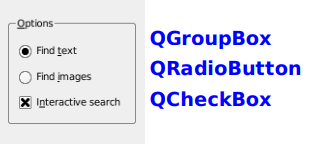 Options
Find text
Find images
Interactive search
QGroupBox
QRadioButton
QCheckBox